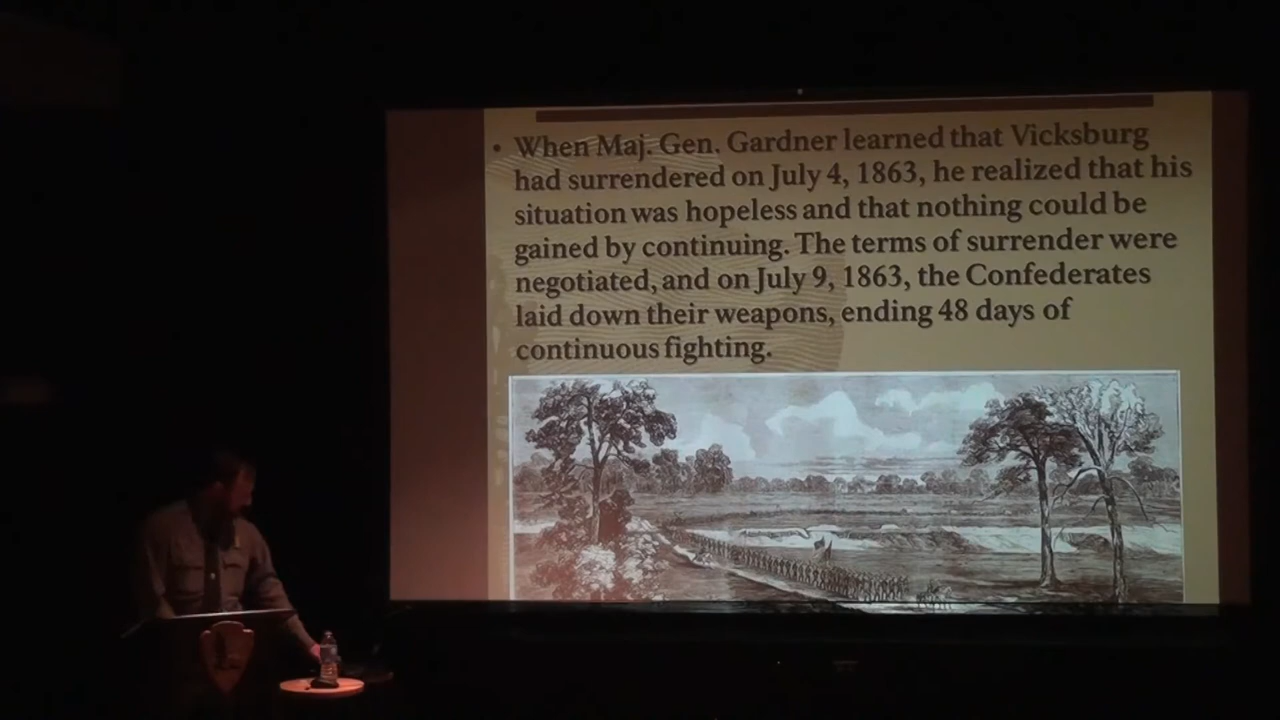 • When Maj. Gen. Gardner learned that Vicksburg
had surrendered on July 4, 1863, he realized that his
situation was hopeless and that nothing could be
gained by continuing. The terms of surrender were
negotiated, and on July 9, 1863, the Confederates
laid down their weapons, ending 48 days of
continuous fighting.